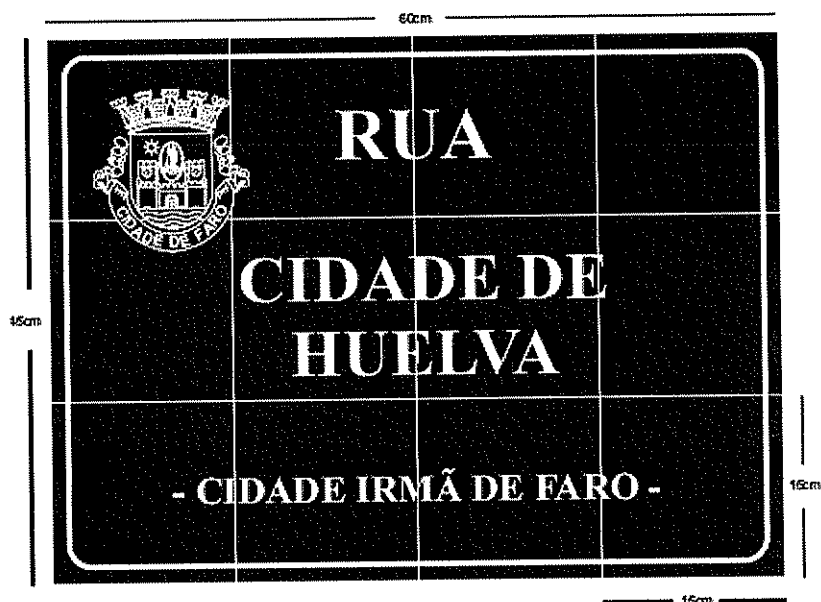 60cm
RUA
CIDADE DE FARO
CIDADE DE
HUELVA
45cm
- CIDADE IRMÃ DE FARO -
15cm
15cm